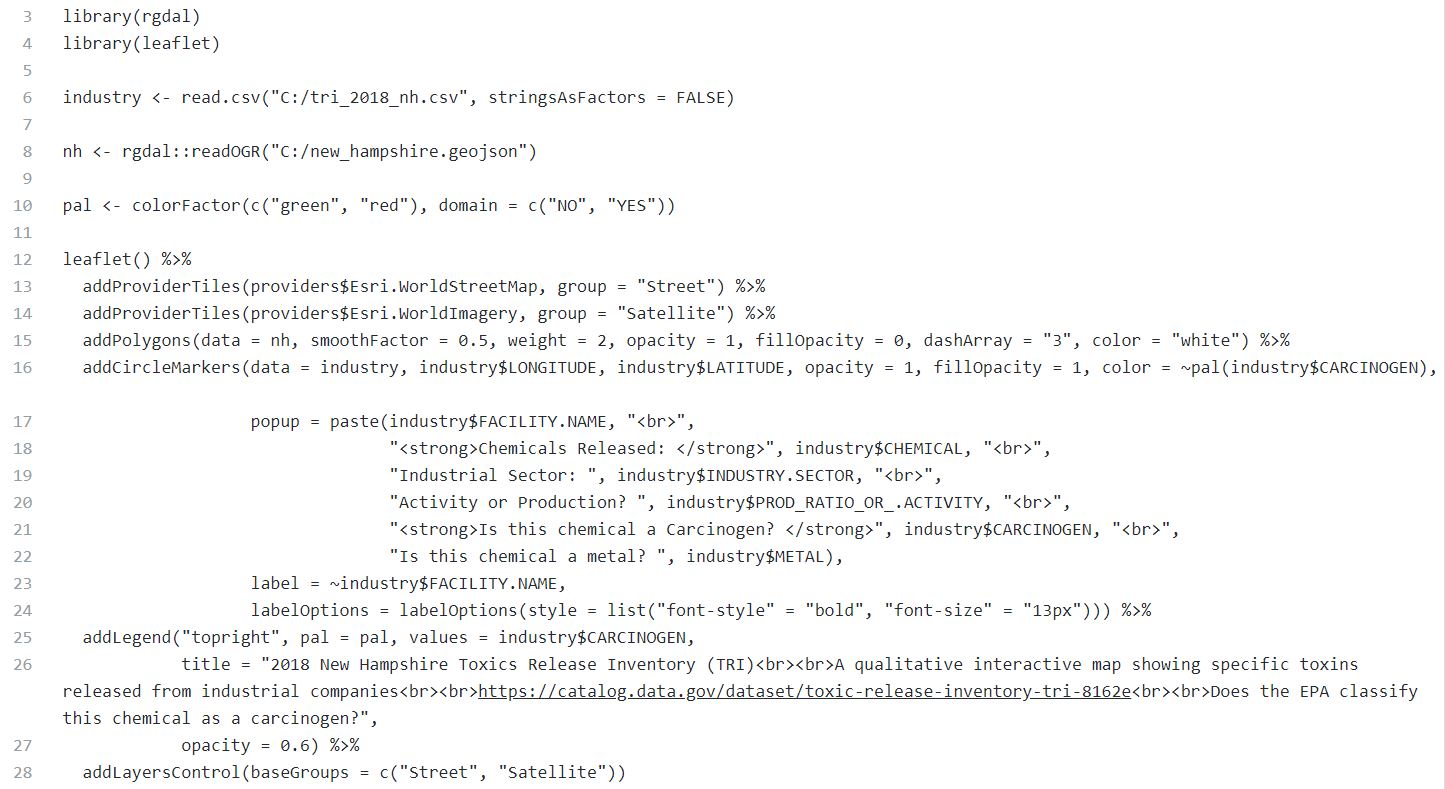 3 library(rgdal)
4 library(leaflet)
5
6 industry <- read.csv("C:/tri_2018_nh.csv", stringsAsFactors = FALSE)
7
8 nh <- rgdal::readOGR("C:/new_hampshire.geojson")
9
10 pal <- colorFactor(c("green", "red"), domain = c("NO", "YES"))
11
12 leaflet() %>%
13   addProviderTiles(providers$Esri.WorldStreetMap, group = "Street") %>%
14   addProviderTiles(providers$Esri.WorldImagery, group = "Satellite") %>%
15   addPolygons(data = nh, smoothFactor = 0.5, weight = 2, opacity = 1, fillOpacity = 0, dashArray = "3", color = "white") %>%
16   addCircleMarkers(data = industry, industry$LONGITUDE, industry$LATITUDE, opacity = 1, fillOpacity = 1, color = ~pal(industry$CARCINOGEN),
17                    popup = paste(industry$FACILITY.NAME, "<br>",
18                                  "<strong>Chemicals Released: </strong>", industry$CHEMICAL, "<br>",
19                                  "Industrial Sector: ", industry$INDUSTRY.SECTOR, "<br>",
20                                  "Activity or Production? ", industry$PROD_RATIO_OR_.ACTIVITY, "<br>",
21                                  "<strong>Is this chemical a Carcinogen? </strong>", industry$CARCINOGEN, "<br>",
22                                  "Is this chemical a metal? ", industry$METAL),
23                    label = ~industry$FACILITY.NAME,
24                    labelOptions = labelOptions(style = list("font-style" = "bold", "font-size" = "13px"))) %>%
25   addLegend("topright", pal = pal, values = industry$CARCINOGEN,
26             title = "2018 New Hampshire Toxics Release Inventory (TRI)<br><br>A qualitative interactive map showing specific toxins
released from industrial companies<br><br>https://catalog.data.gov/dataset/toxic-release-inventory-tri-8162e<br><br>Does the EPA classify
this chemical as a carcinogen?",
27             opacity = 0.6) %>%
28   addLayersControl(baseGroups = c("Street", "Satellite"))